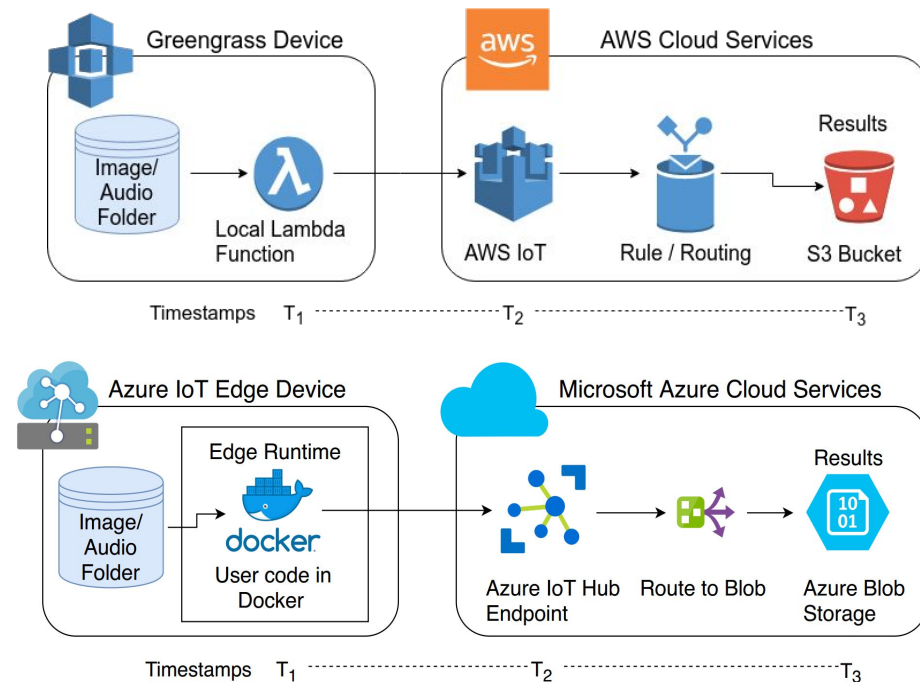 Greengrass Device
aws
AWS Cloud Services
Image/
Audio
Folder
λ
Local Lambda
Function
AWS IoT
Rule / Routing
Results
S3 Bucket
Timestamps T1 T2 T3
Azure IoT Edge Device
Microsoft Azure Cloud Services
Image/
Audio
Folder
Edge Runtime
docker
User code in
Docker
Azure IoT Hub
Endpoint
Route to Blob
Results
10
01
Azure Blob
Storage
Timestamps T1 T2 T3